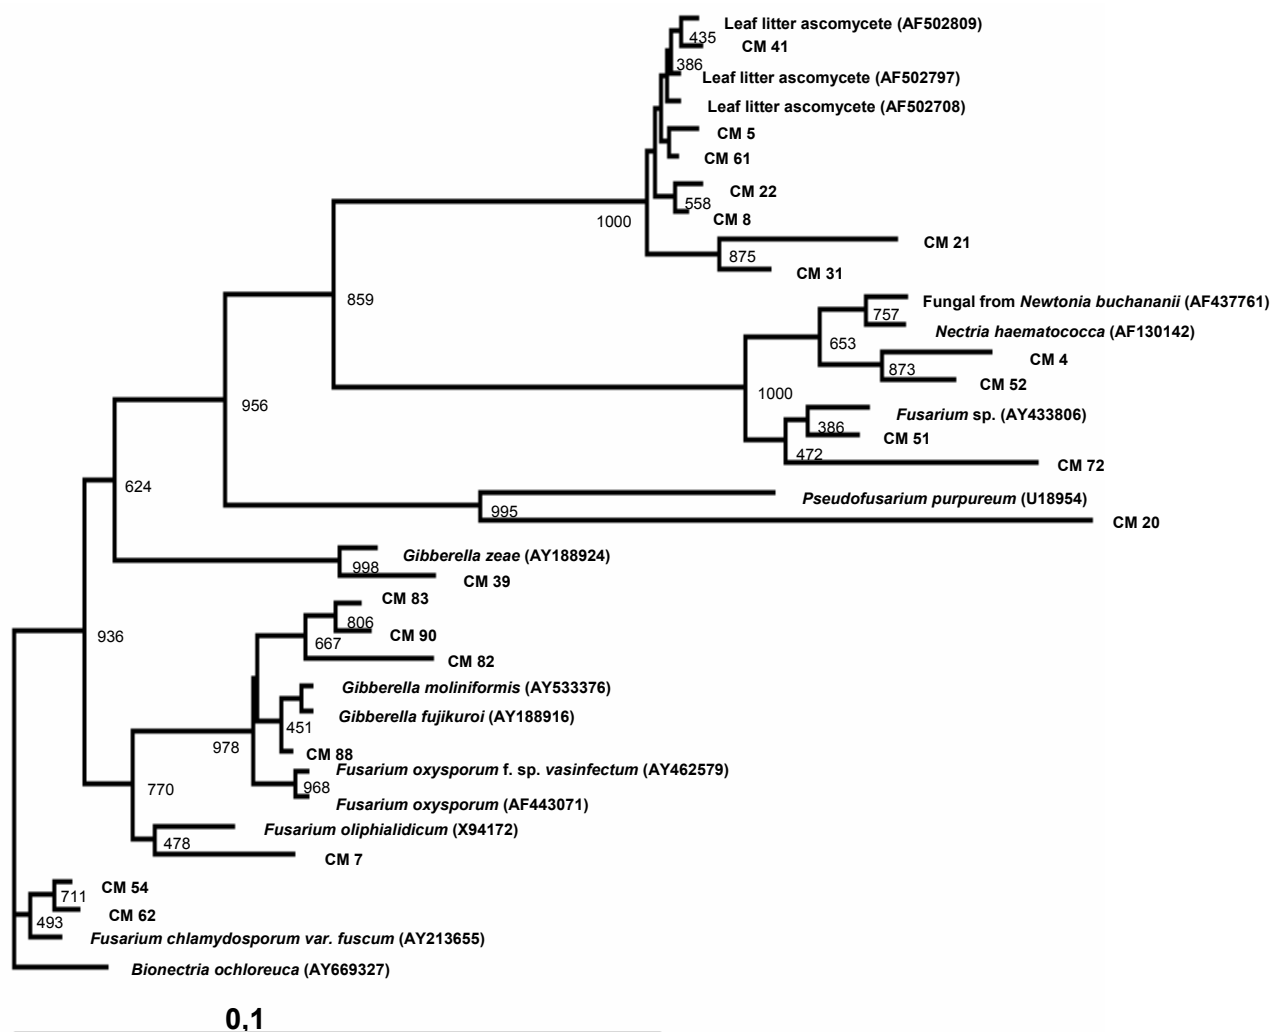 Leaf litter ascomycete (AF502809)
435
CM 41
386
Leaf litter ascomycete (AF502797)
Leaf litter ascomycete (AF502708)
CM 5
CM 61
CM 22
558
CM 8
1000
CM 21
875
CM 31
859
Fungal from Newtonia buchananii (AF437761)
757
Nectria haematococca (AF130142)
653
CM 4
873
CM 52
1000
956
Fusarium sp. (AY433806)
386
CM 51
472
CM 72
624
Pseudofusarium purpureum (U18954)
995
CM 20
Gibberella zeae (AY188924)
998
CM 39
CM 83
806
CM 90
936
667
CM 82
Gibberella moliniformis (AY533376)
Gibberella fujikuroi (AY188916)
451
978
CM 88
Fusarium oxysporum f. sp. vasinfectum (AY462579)
968
770
Fusarium oxysporum (AF443071)
Fusarium oliphialidicum (X94172)
478
CM 7
CM 54
711
CM 62
493
Fusarium chlamydosporum var. fuscum (AY213655)
Bionectria ochloreuca (AY669327)
0,1